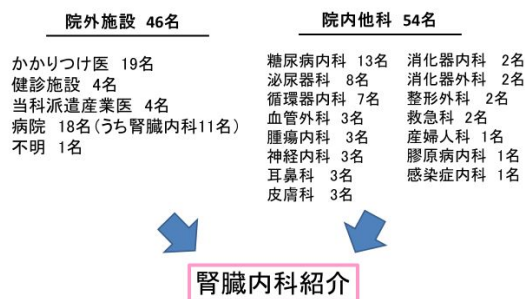 院外施設 46名
かかりつけ医 19名
健診施設 4名
当科派遣産業医 4名
病院 18名(うち腎臓内科11名)
不明 1名
院内他科 54名
糖尿病内科 13名
泌尿器科 8名
循環器内科 7名
血管外科 3名
腫瘍内科 3名
神経内科 3名
耳鼻科 3名
皮膚科 3名
消化器内科 2名
消化器外科 2名
整形外科 2名
救急科 2名
産婦人科 1名
膠原病内科 1名
感染症内科 1名
腎臓内科紹介